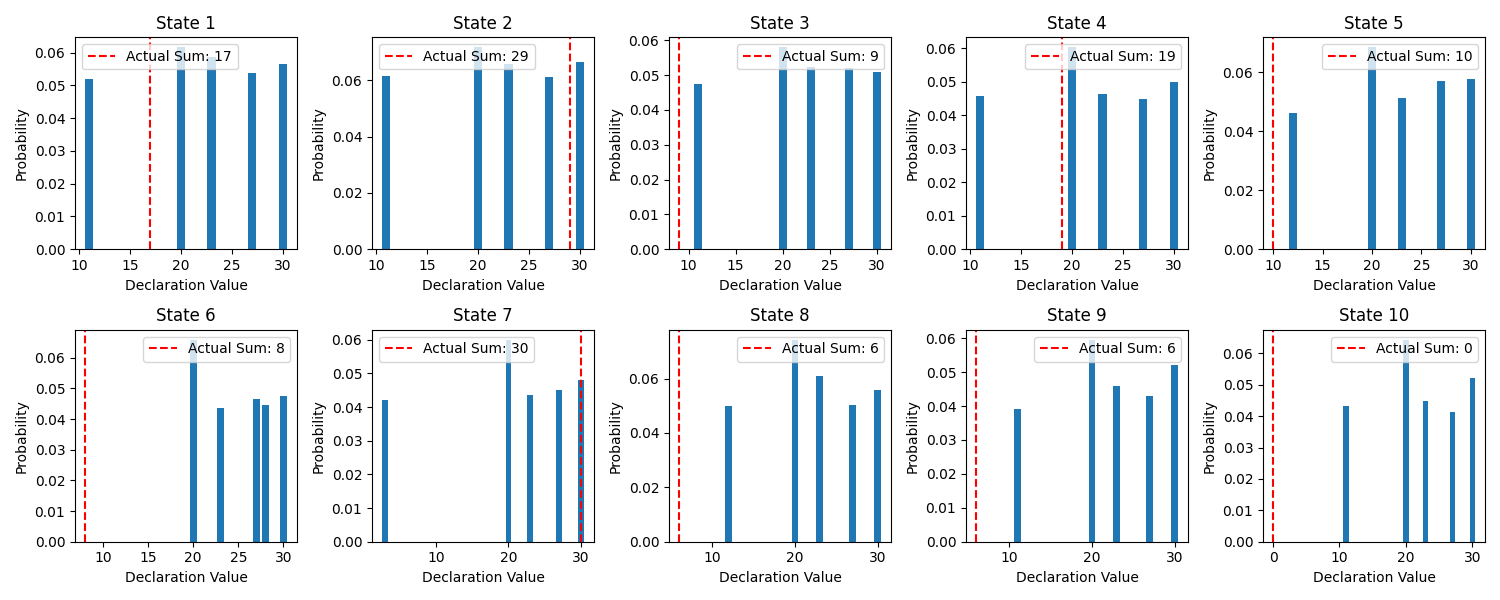 State 1
State 2
State 3
State 4
State 5
Actual Sum: 17
Actual Sum: 29
Actual Sum: 9
Actual Sum: 19
Actual Sum: 10
Probability
0.06
0.05
0.04
0.03
0.02
0.01
0.00
10 15 20 25 30
Declaration Value
Probability
0.06
0.04
0.02
0.00
10 15 20 25 30
Declaration Value
Probability
0.06
0.05
0.04
0.03
0.02
0.01
0.00
10 15 20 25 30
Declaration Value
Probability
0.06
0.05
0.04
0.03
0.02
0.01
0.00
10 15 20 25 30
Declaration Value
Probability
0.06
0.04
0.02
0.00
10 15 20 25 30
Declaration Value
State 6
State 7
State 8
State 9
State 10
Actual Sum: 8
Actual Sum: 30
Actual Sum: 6
Actual Sum: 6
Actual Sum: 0
Probability
0.06
0.05
0.04
0.03
0.02
0.01
0.00
10 15 20 25 30
Declaration Value
Probability
0.06
0.05
0.04
0.03
0.02
0.01
0.00
10 20 30
Declaration Value
Probability
0.06
0.04
0.02
0.00
10 20 30
Declaration Value
Probability
0.06
0.05
0.04
0.03
0.02
0.01
0.00
10 20 30
Declaration Value
Probability
0.06
0.05
0.04
0.03
0.02
0.01
0.00
0 10 20 30
Declaration Value